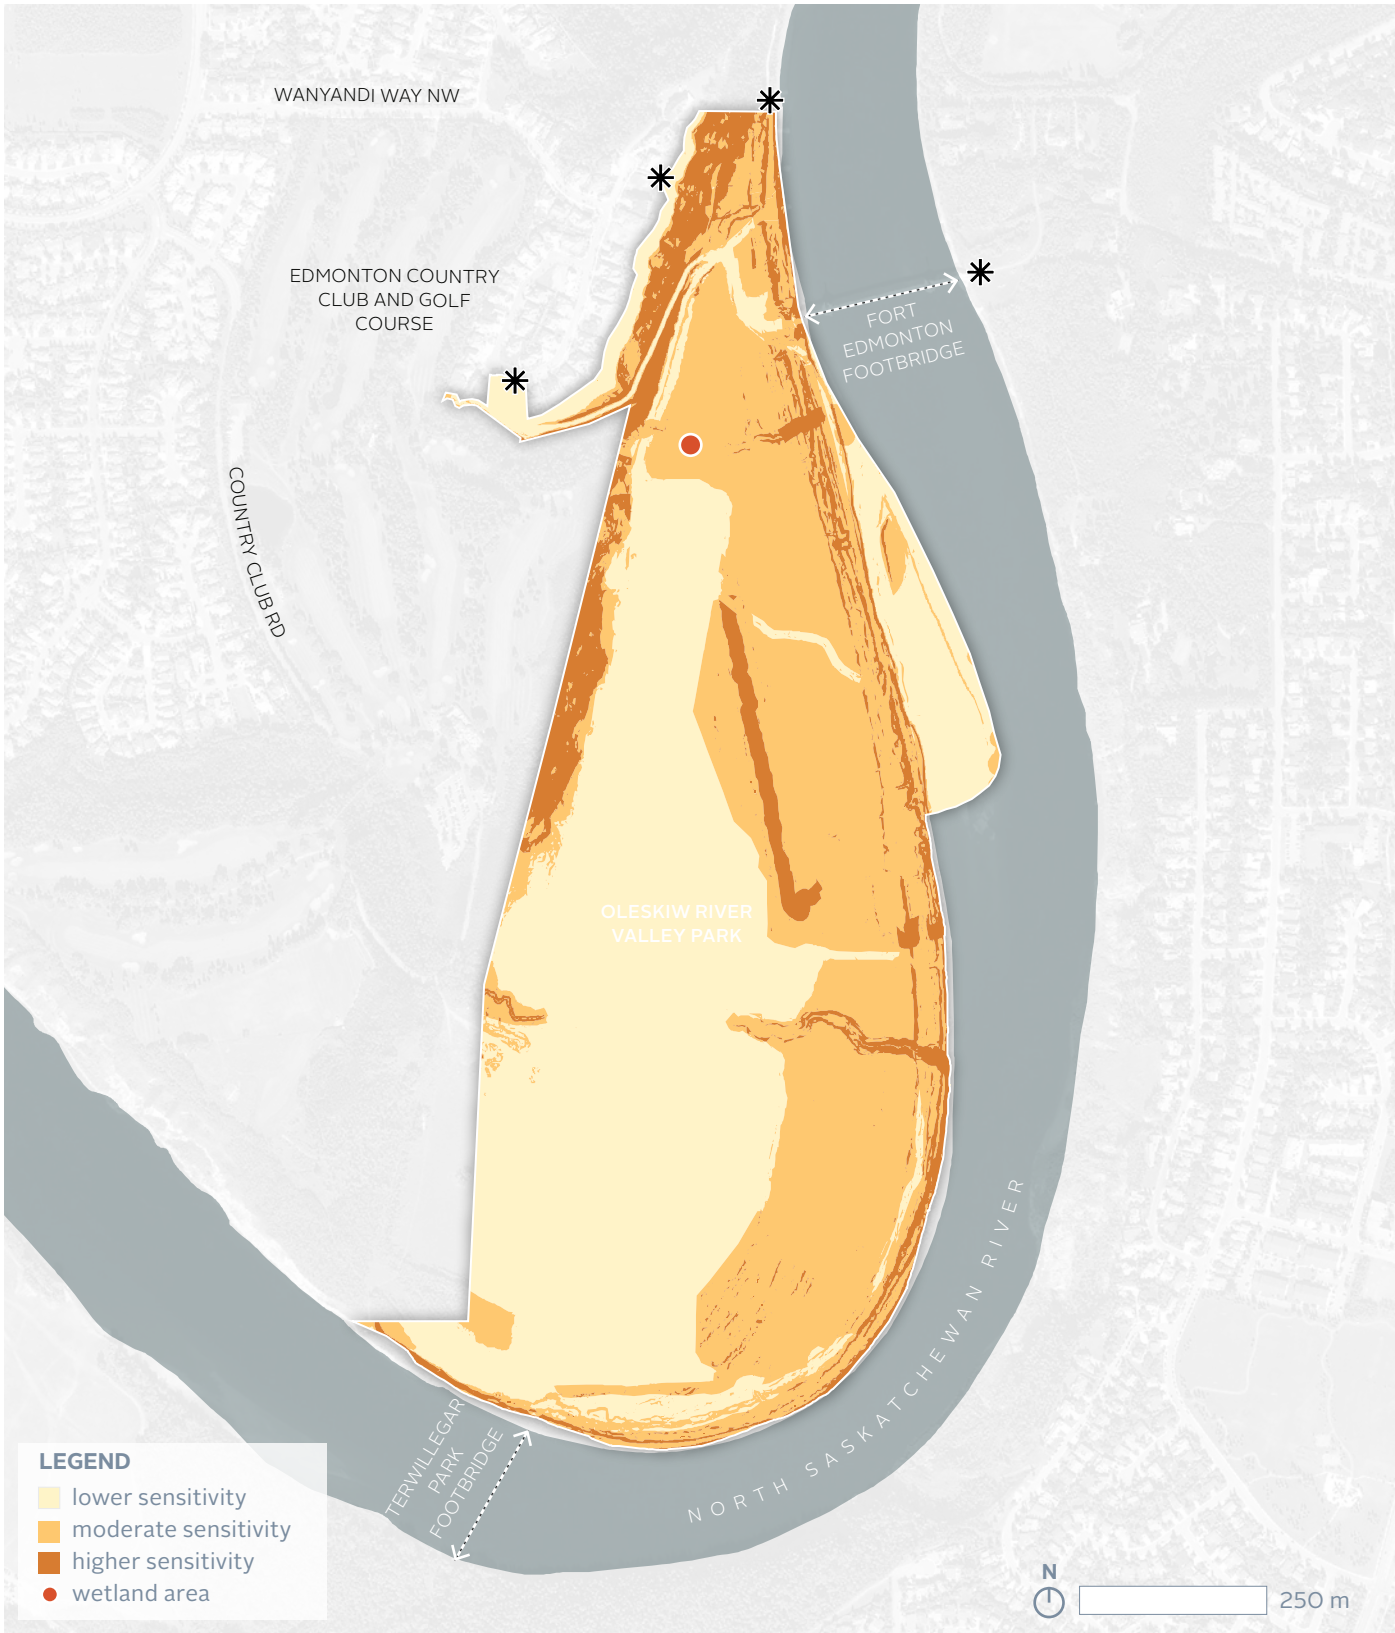 WANYANDI WAY NW
EDMONTON COUNTRY
CLUB AND GOLF
COURSE
FORT
EDMONTON
FOOTBRIDGE
COUNTRY CLUB RD
OLESKIW RIVER
VALLEY PARK
NORTH SASKATCHEWAN RIVER
TERWILLEGAR
PARK
FOOTBRIDGE
LEGEND
lower sensitivity
moderate sensitivity
higher sensitivity
wetland area
N
250 m